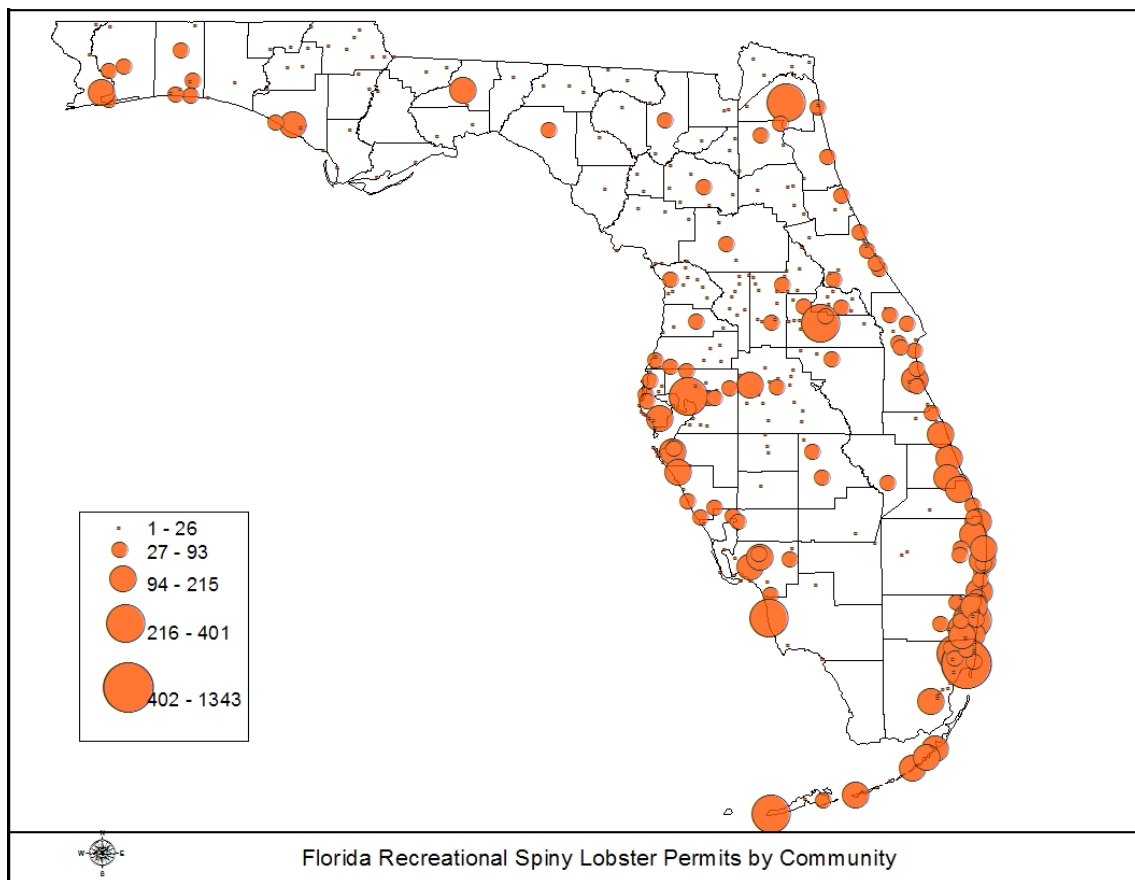 1 - 26
27 - 93
94 - 215
216 - 401
402 - 1343
N
W E
S
Florida Recreational Spiny Lobster Permits by Community